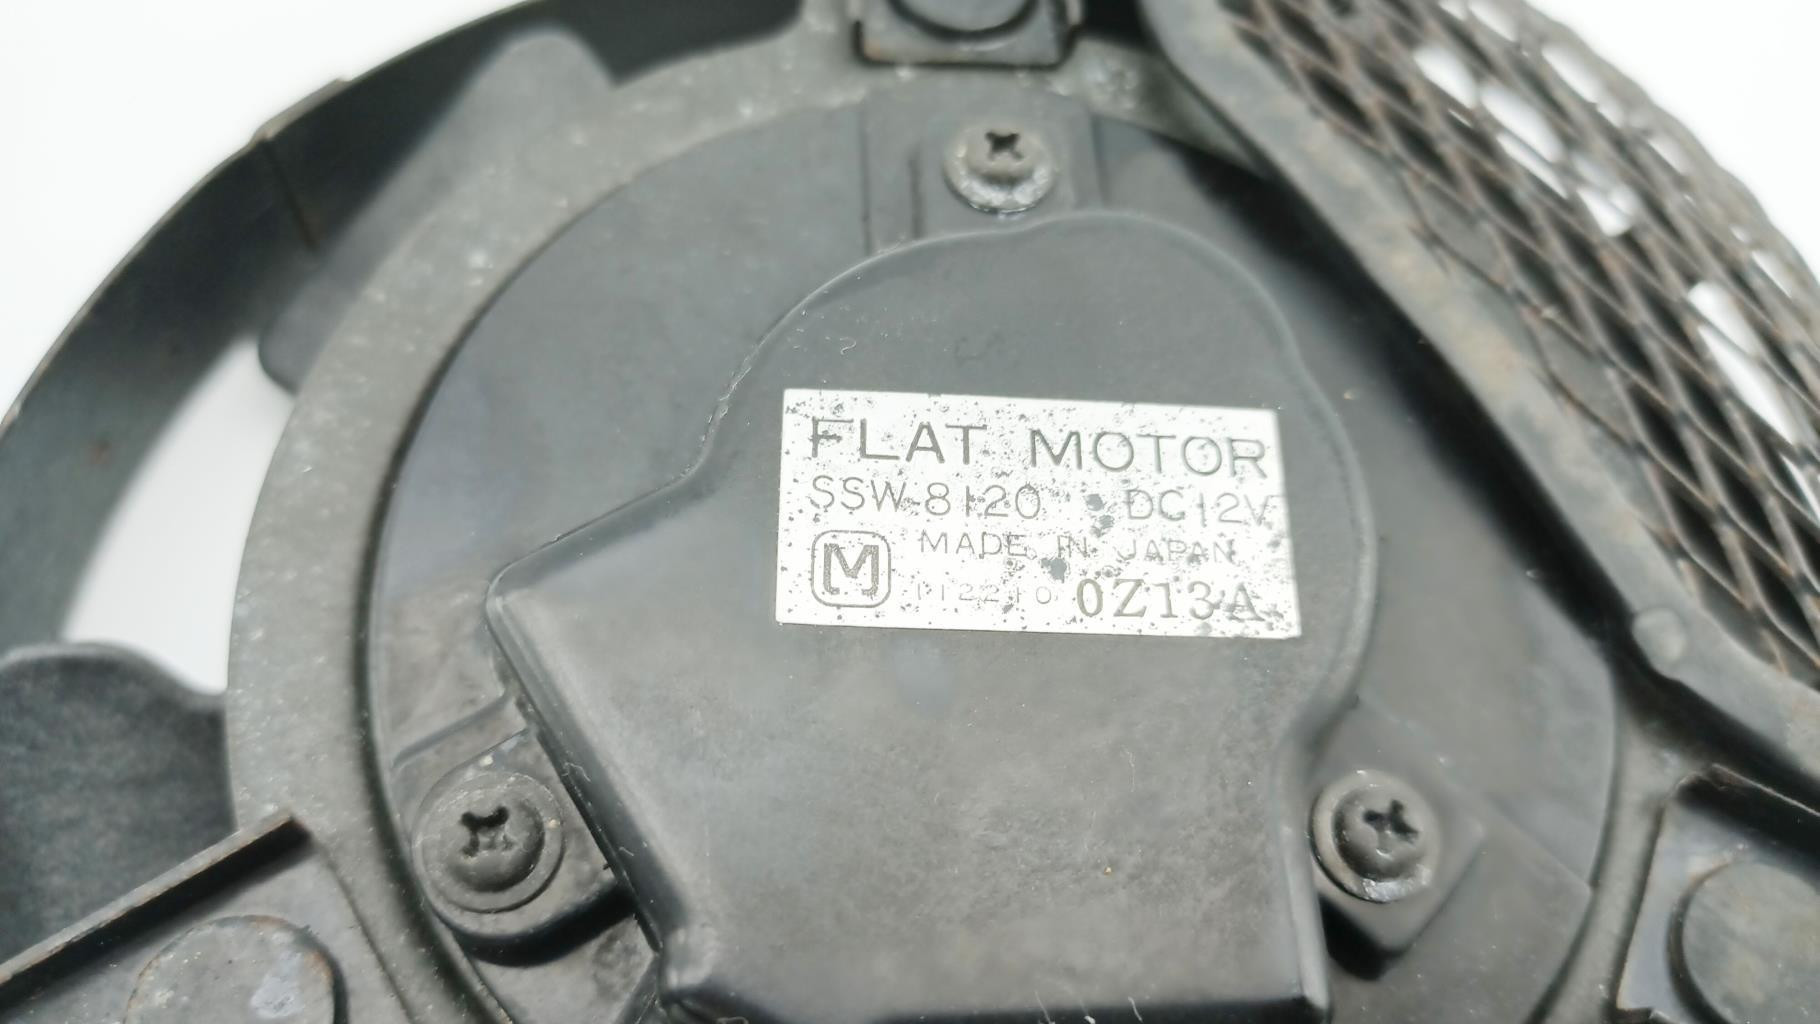 FLAT MOTOR
SSW-8120 DC12V
MADE IN JAPAN
M 112210 0Z13A